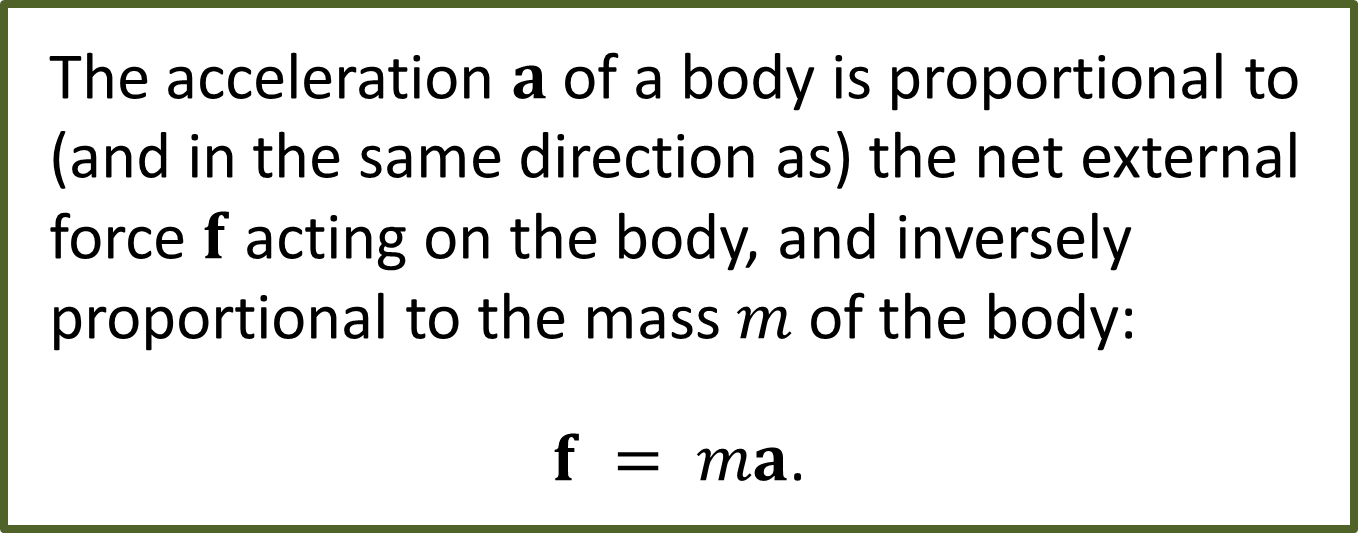 The acceleration a of a body is proportional to
(and in the same direction as) the net external
force f acting on the body, and inversely
proportional to the mass m of the body:
f = ma.